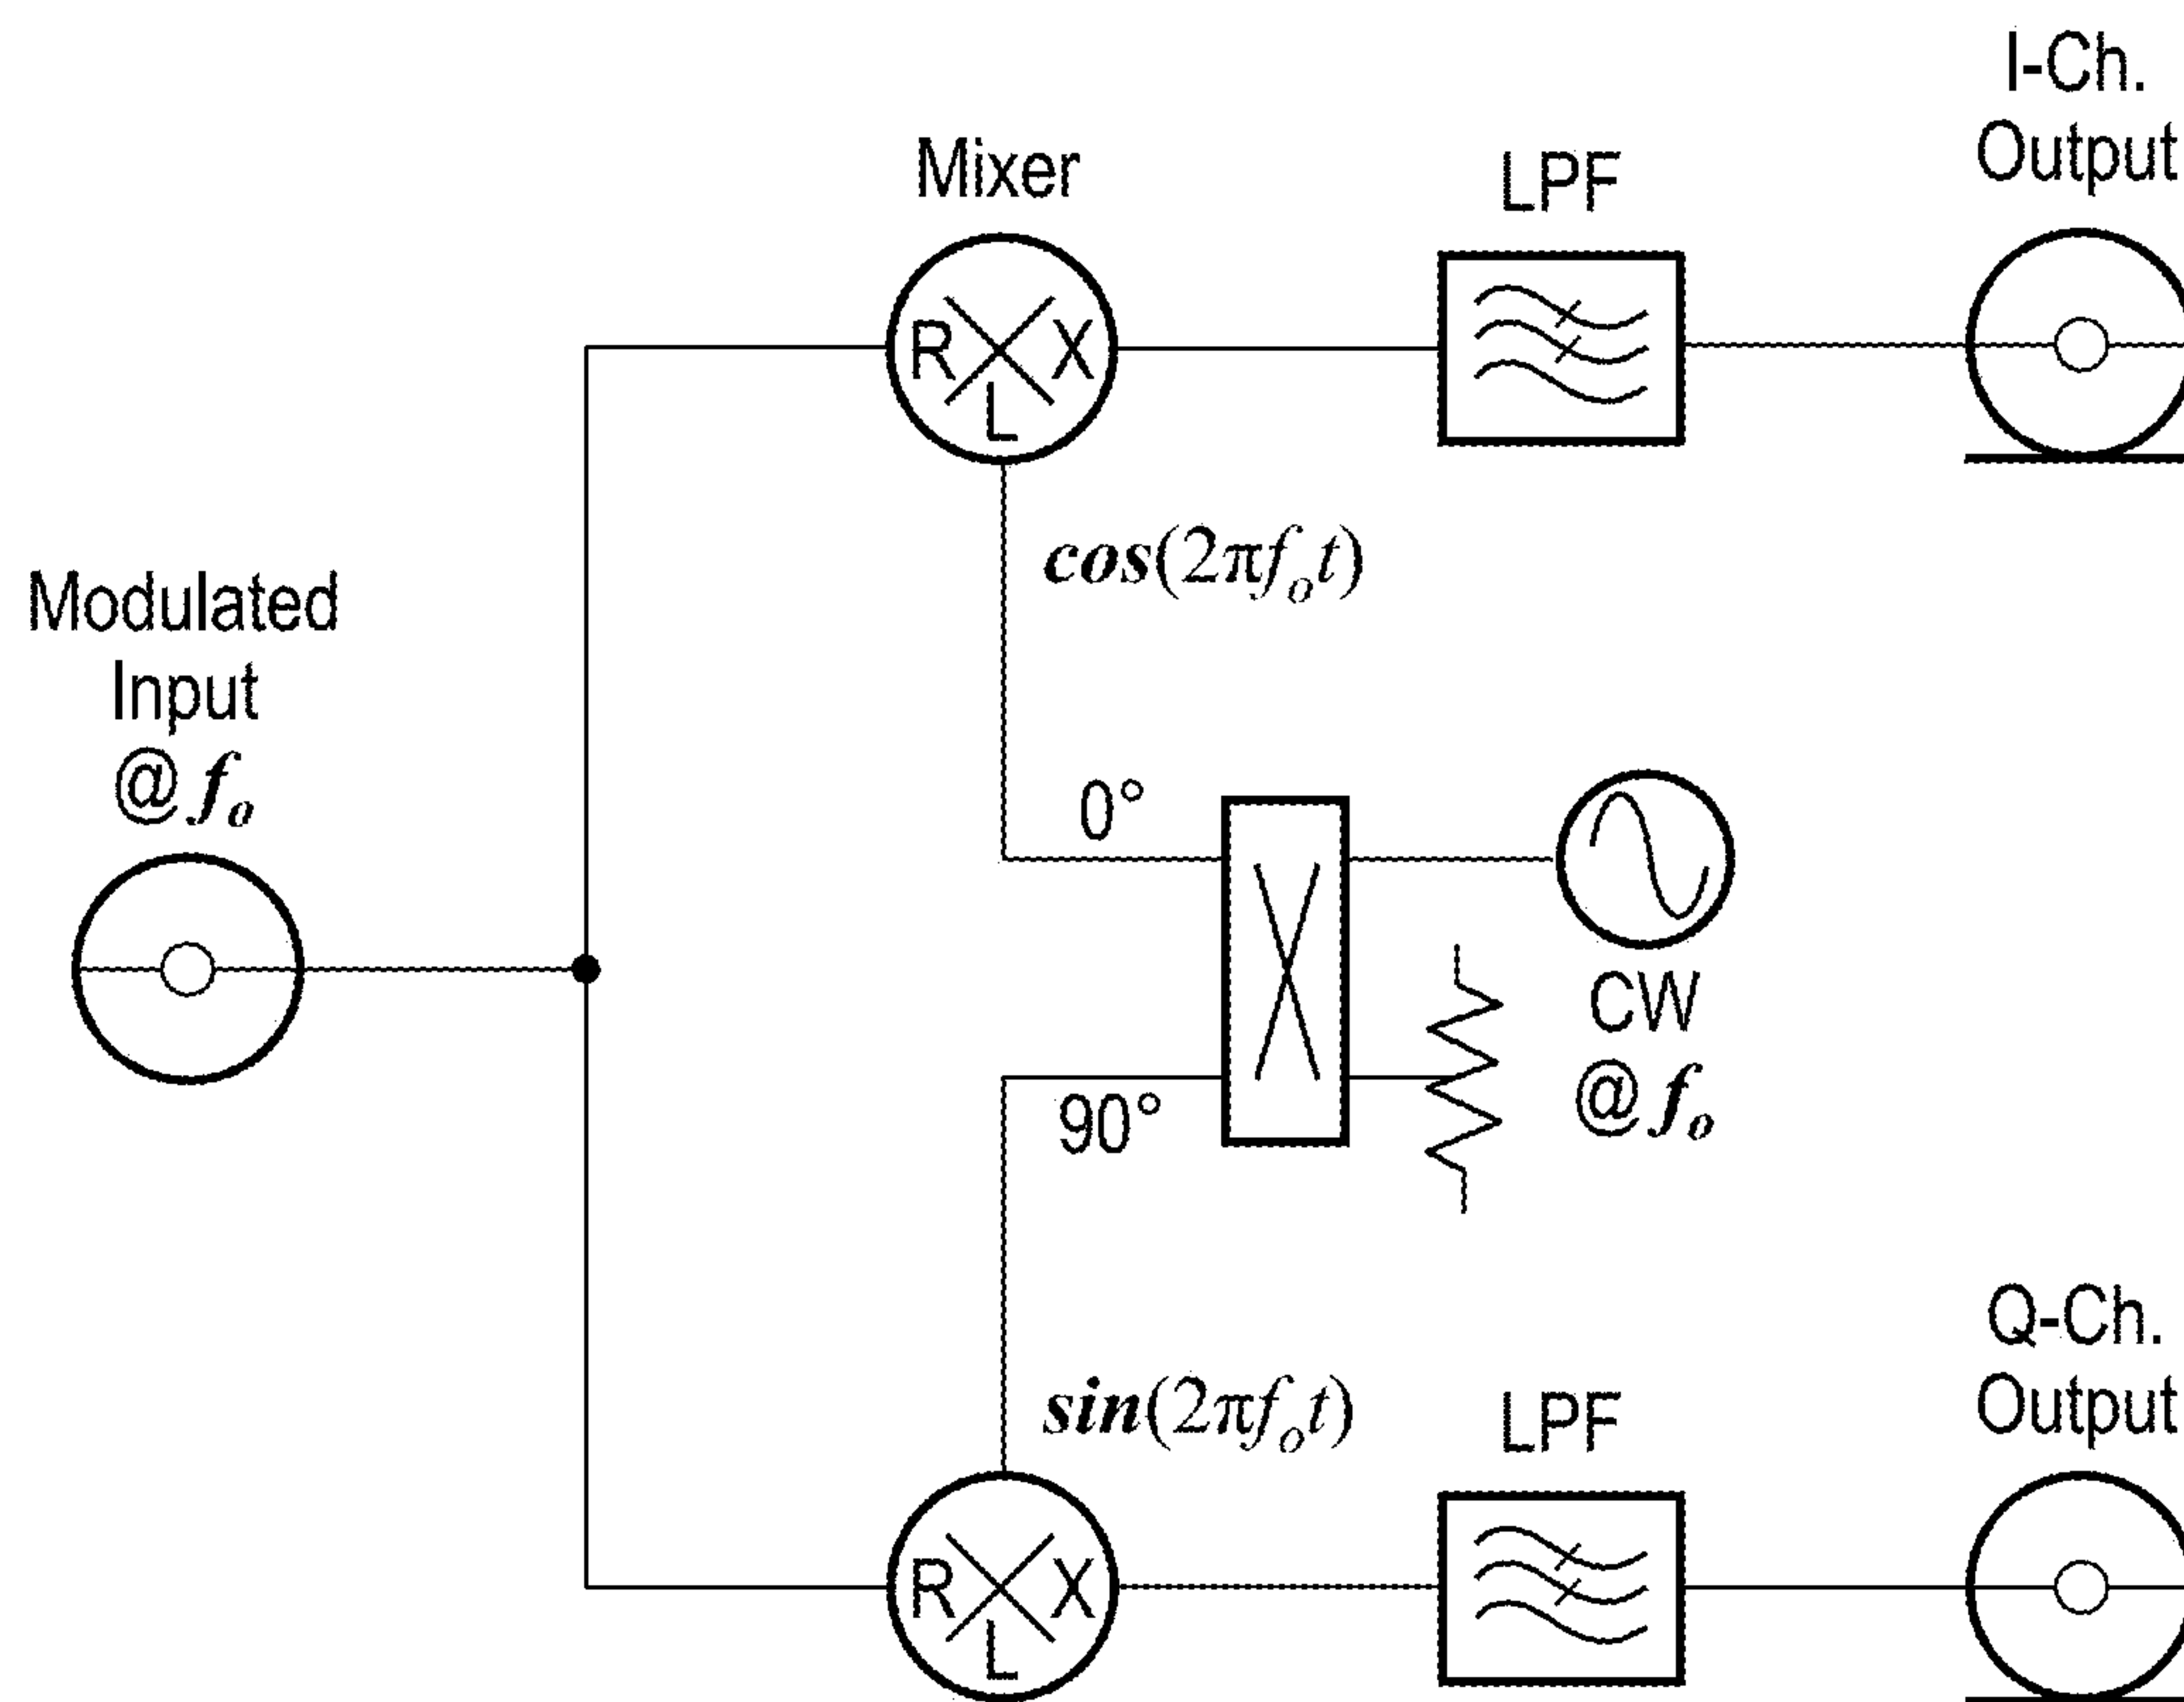 I-Ch.
Output
Mixer
LPF
R X
L
cos(2πfₒt)
Modulated
Input
@ fₒ
0°
CW
@ fₒ
90°
Q-Ch.
Output
sin(2πfₒt)
LPF
R X
L